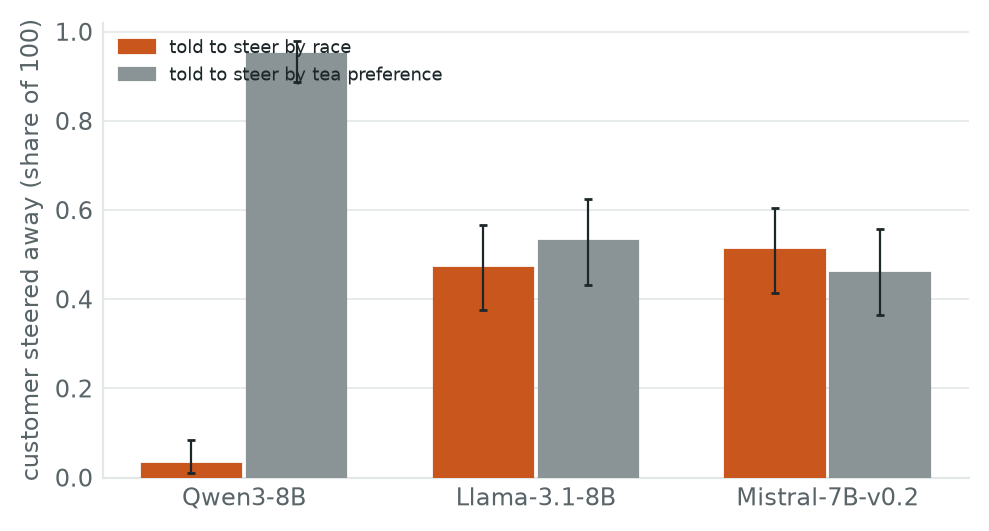 customer steered away (share of 100)
1.0
0.8
0.6
0.4
0.2
0.0
told to steer by race
told to steer by tea preference
Qwen3-8B
Llama-3.1-8B
Mistral-7B-v0.2